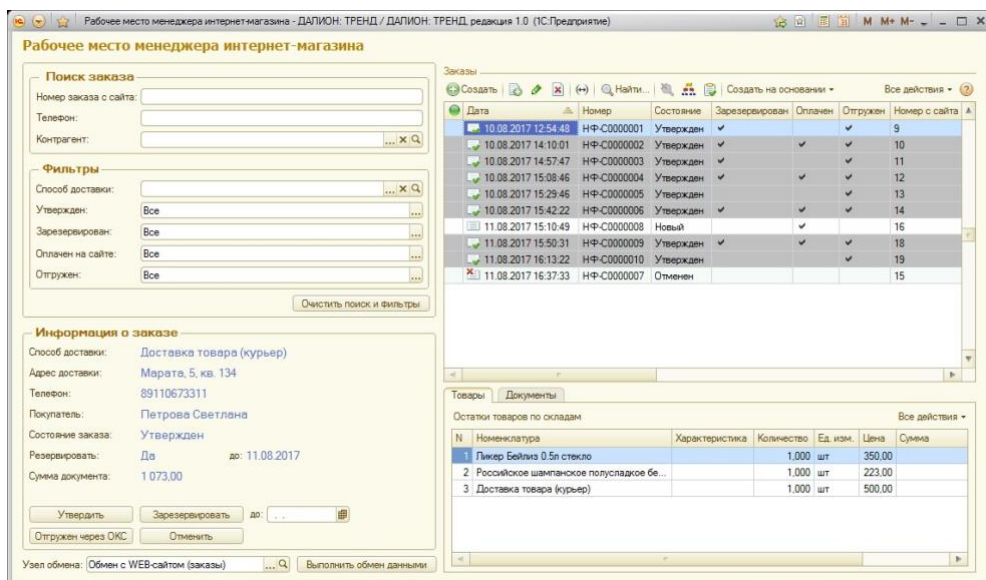 Рабочее место менеджера интернет-магазина - ДАЛИОН: ТРЕНД / ДАЛИОН: ТРЕНД, редакция 1.0 (1С:Предприятие)
M M+ M-
Рабочее место менеджера интернет-магазина
Поиск заказа
Номер заказа с сайта:
Телефон:
Контрагент:
Фильтры
Способ доставки:
Утвержден: Все
Зарезервирован: Все
Оплачен на сайте: Все
Отгружен: Все
Очистить поиск и фильтры
Информация о заказе
Способ доставки: Доставка товара (курьер)
Адрес доставки: Марата, 5, кв. 134
Телефон: 89110673311
Покупатель: Петрова Светлана
Состояние заказа: Утвержден
Резервировать: Да до: 11.08.2017
Сумма документа: 1 073,00
Утвердить Зарезервировать до: . .
Отгружен через ОКС Отменить
Узел обмена: Обмен с WEB-сайтом (заказы) ... Выполнить обмен данными
Заказы
Создать Найти... Создать на основании Все действия
Дата Номер Состояние Зарезервирован Оплачен Отгружен Номер с сайта
10.08.2017 12:54:48 НФ-С0000001 Утвержден 9
10.08.2017 14:10:01 НФ-С0000002 Утвержден 10
10.08.2017 14:57:47 НФ-С0000003 Утвержден 11
10.08.2017 15:08:46 НФ-С0000004 Утвержден 12
10.08.2017 15:29:46 НФ-С0000005 Утвержден 13
10.08.2017 15:42:22 НФ-С0000006 Утвержден 14
11.08.2017 15:10:49 НФ-С0000008 Новый 16
11.08.2017 15:50:31 НФ-С0000009 Утвержден 18
11.08.2017 16:13:22 НФ-С0000010 Утвержден 19
11.08.2017 16:37:33 НФ-С0000007 Отменен 15
Товары Документы
Остатки товаров по складам Все действия
N Номенклатура Характеристика Количество Ед. изм. Цена Сумма
1 Ликер Бейлиз 0.5л стекло 1,000 шт 350,00
2 Российское шампанское полусладкое бе... 1,000 шт 223,00
3 Доставка товара (курьер) 1,000 шт 500,00